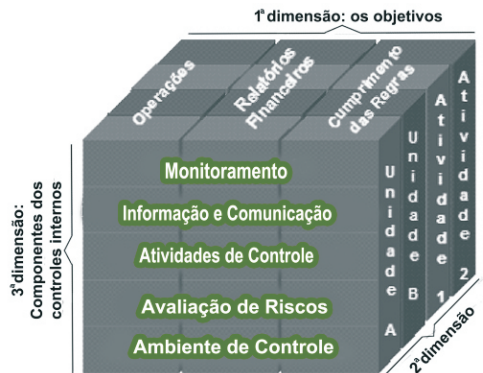 1ª dimensão: os objetivos
Operações
Relatórios
Financeiros
Cumprimento
das Regras
3ª dimensão:
Componentes dos
controles internos
Monitoramento
Informação e Comunicação
Atividades de Controle
Avaliação de Riscos
Ambiente de Controle
Unidade A
Unidade B
Atividade 1
Atividade 2
2ª dimensão